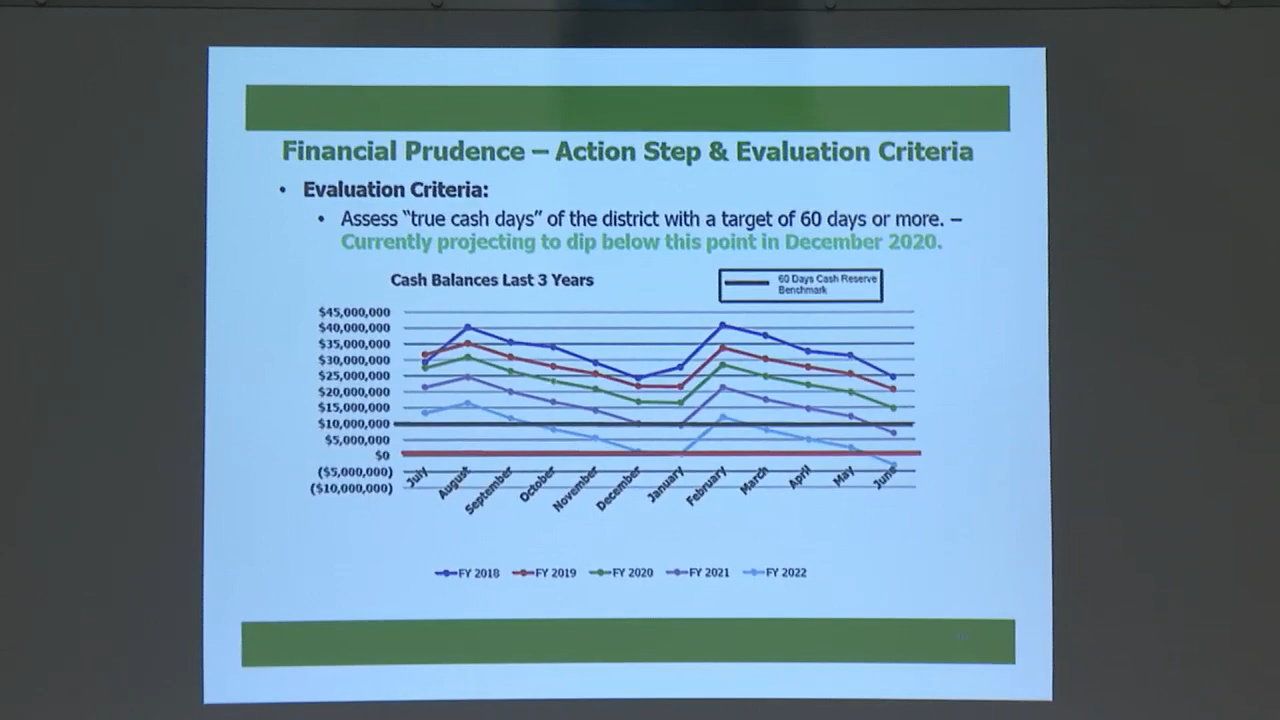 Financial Prudence – Action Step & Evaluation Criteria
• Evaluation Criteria:
• Assess “true cash days” of the district with a target of 60 days or more. –
Currently projecting to dip below this point in December 2020.
Cash Balances Last 3 Years
60 Days Cash Reserve
Benchmark
$45,000,000
$40,000,000
$35,000,000
$30,000,000
$25,000,000
$20,000,000
$15,000,000
$10,000,000
$5,000,000
$0
($5,000,000)
($10,000,000)
July
August
September
October
November
December
January
February
March
April
May
June
FY 2018
FY 2019
FY 2020
FY 2021
FY 2022